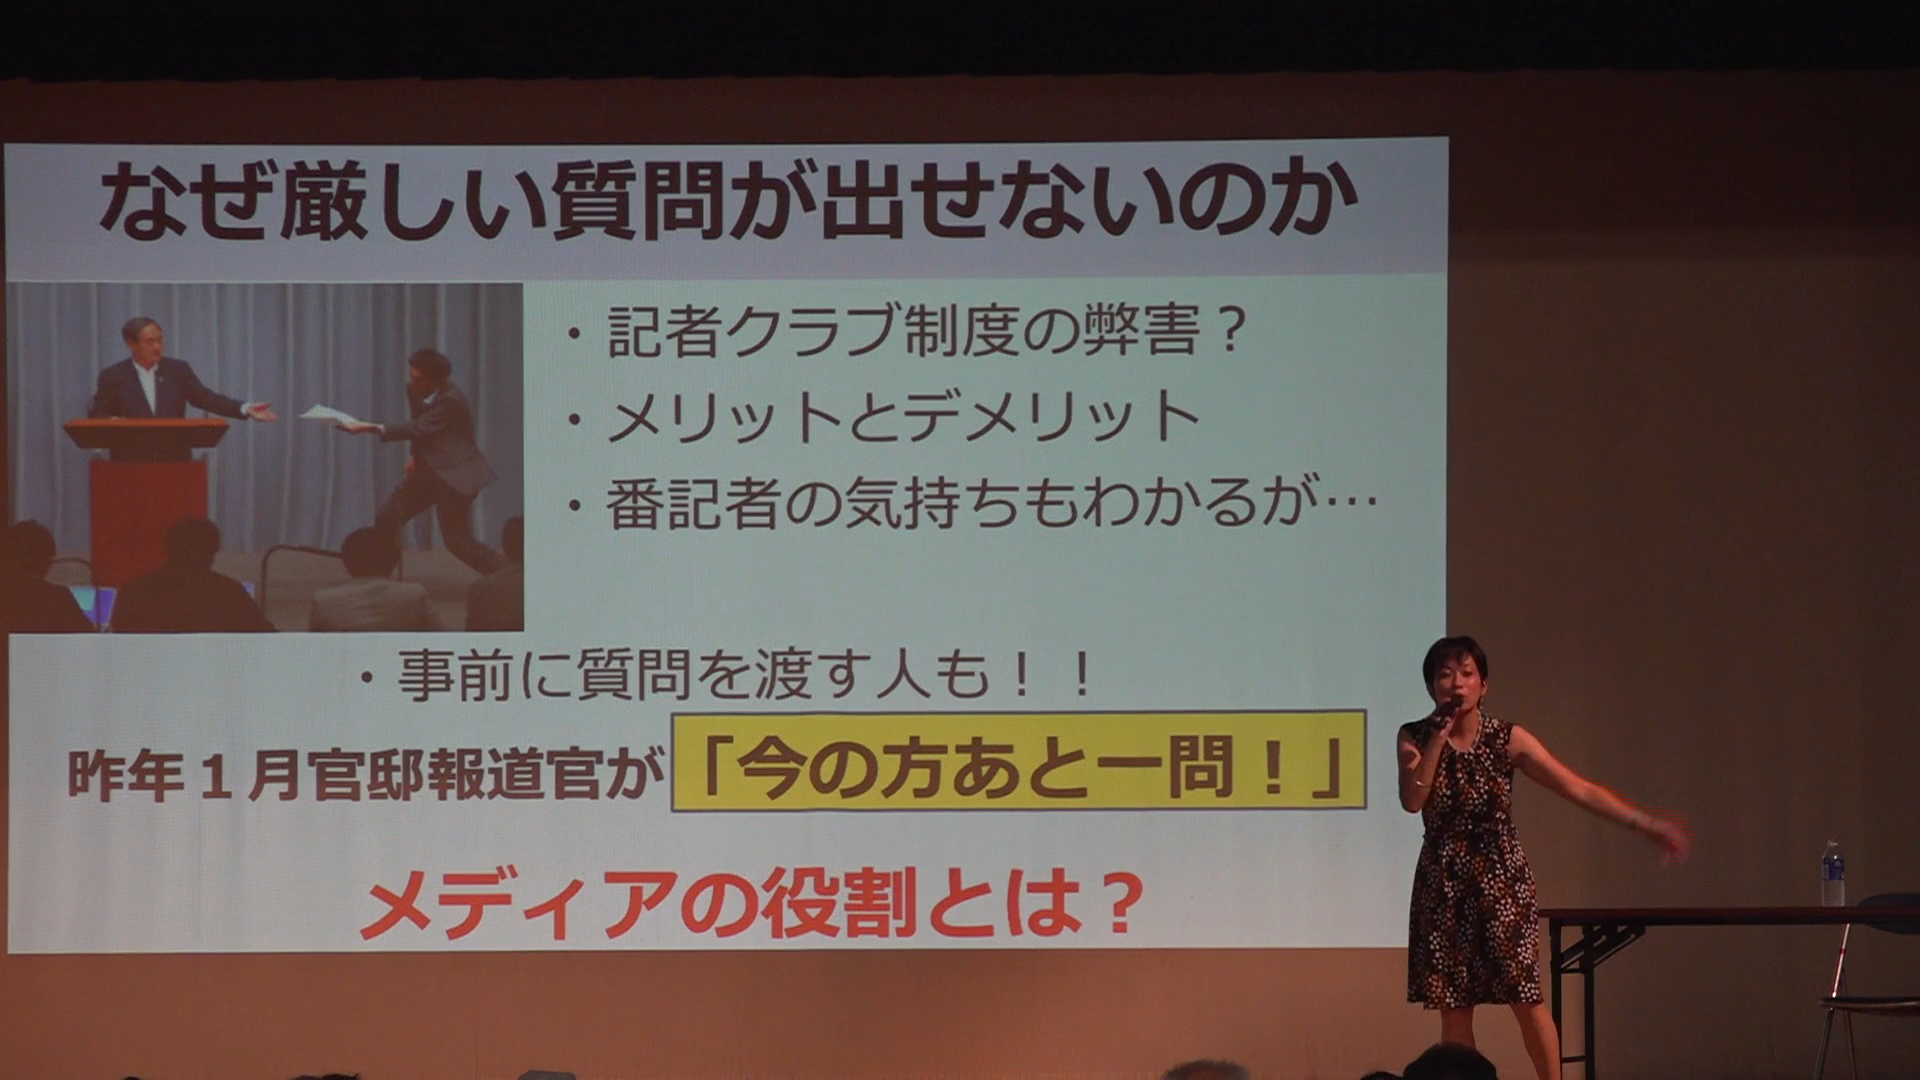 なぜ厳しい質問が出せないのか
・記者クラブ制度の弊害？
・メリットとデメリット
・番記者の気持ちもわかるが…
・事前に質問を渡す人も！！
昨年１月官邸報道官が「今の方あと一問！」
メディアの役割とは？